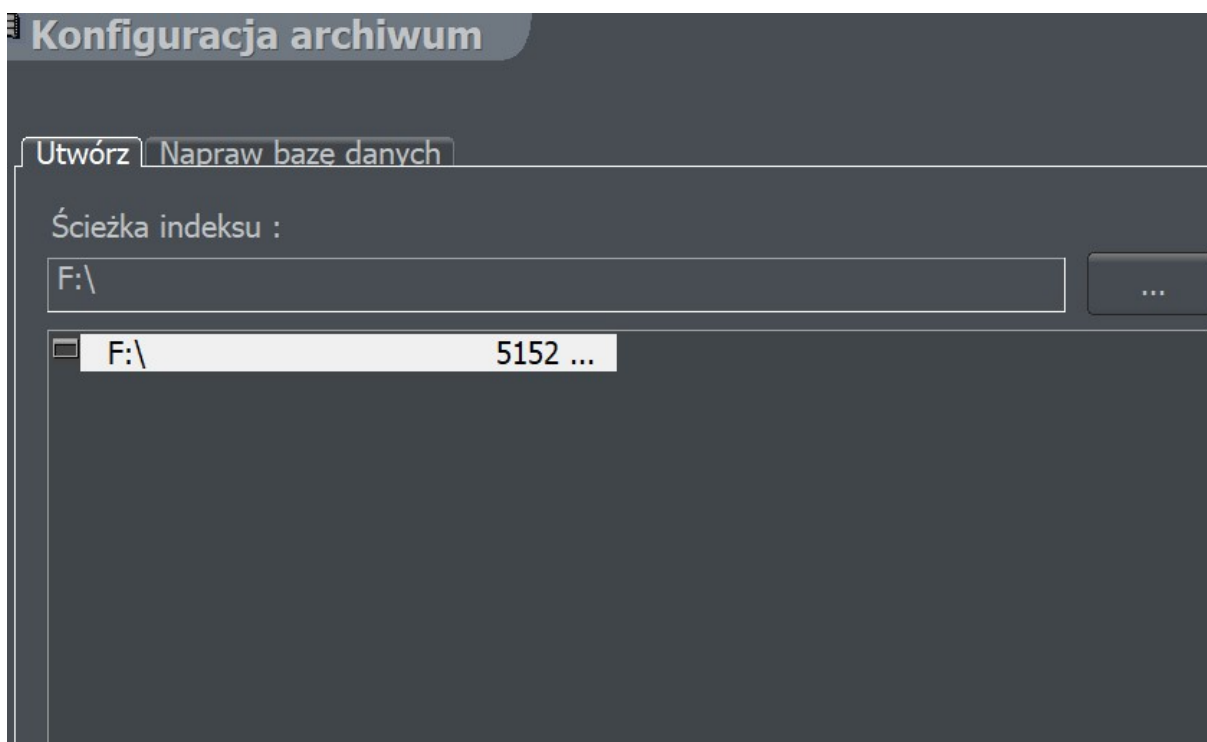 Konfiguracja archiwum
Utwórz Napraw bazę danych
Ścieżka indeksu :
F:\
...
F:\ 5152 ...